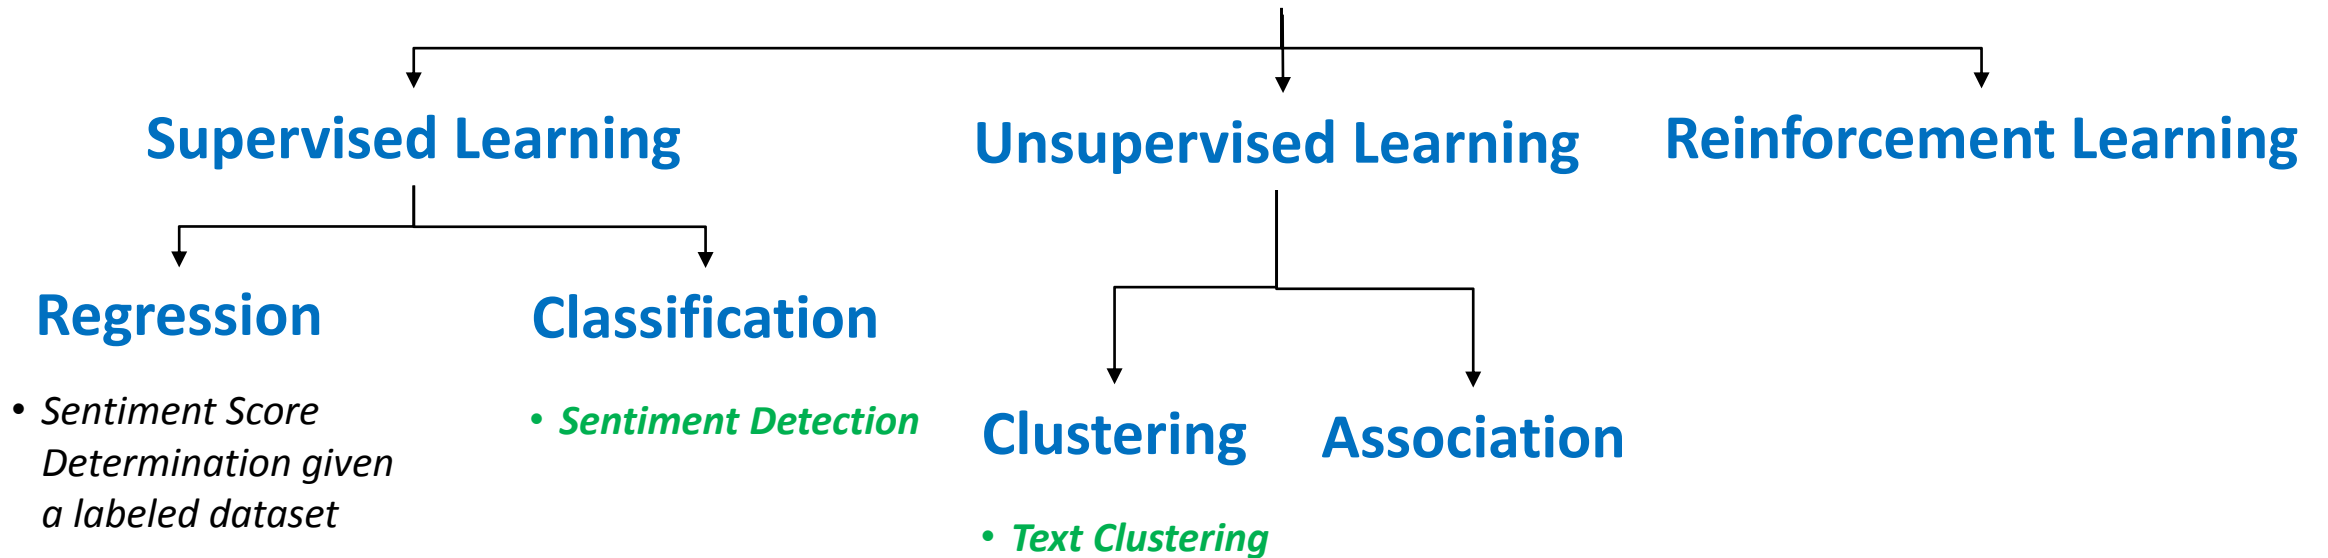 Supervised Learning
Unsupervised Learning
Reinforcement Learning
Regression
Classification
• Sentiment Score
Determination given
a labeled dataset
• Sentiment Detection
Clustering
Association
• Text Clustering